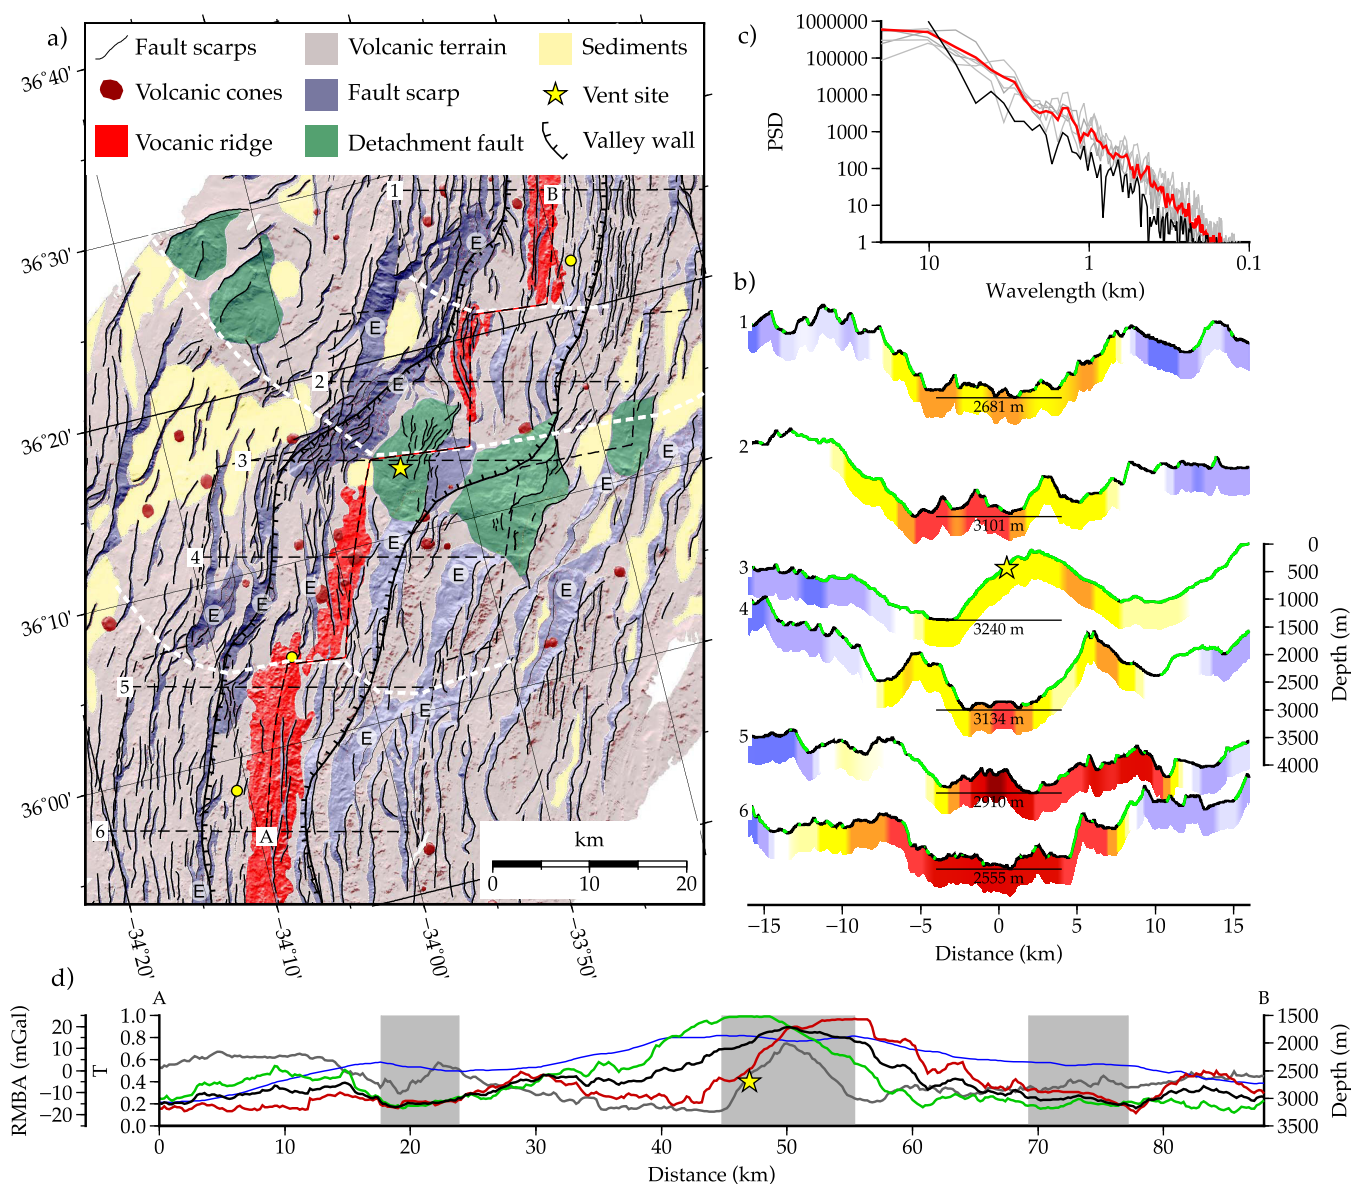 a)
Fault scarps
Volcanic terrain
Sediments
Volcanic cones
Fault scarp
Vent site
Vocanic ridge
Detachment fault
Valley wall
36°40'
36°30'
36°20'
36°10'
36°00'
−34°20'
−34°10'
−34°00'
−33°50'
1
B
E
E
2
E
3
E
4
E
E
E
E
E
E
E
5
E
E
6
A
E
km
0
10
20
c)
PSD
1000000
100000
10000
1000
100
10
1
10
1
0.1
Wavelength (km)
b)
1
2681 m
2
3101 m
3
3240 m
4
3134 m
5
2910 m
6
2555 m
0
500
1000
1500
2000
2500
3000
3500
4000
Depth (m)
−15
−10
−5
0
5
10
15
Distance (km)
d)
A
B
RMBA (mGal)
20
10
0
−10
−20
T
1.0
0.8
0.6
0.4
0.2
0.0
1500
2000
2500
3000
3500
Depth (m)
0
10
20
30
40
50
60
70
80
Distance (km)